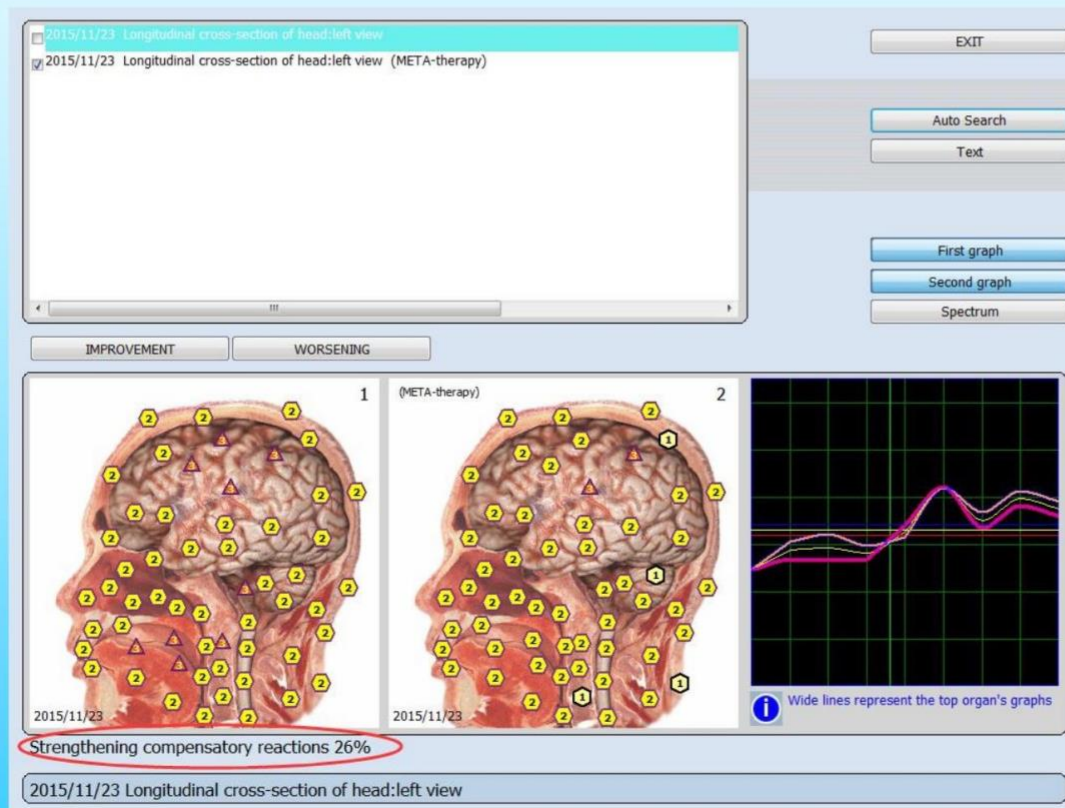 2015/11/23 Longitudinal cross-section of head:left view
2015/11/23 Longitudinal cross-section of head:left view (META-therapy)
EXIT
Auto Search
Text
First graph
Second graph
Spectrum
IMPROVEMENT
WORSENING
1
(META-therapy)
2
2015/11/23
2015/11/23
Wide lines represent the top organ's graphs
Strengthening compensatory reactions 26%
2015/11/23 Longitudinal cross-section of head:left view